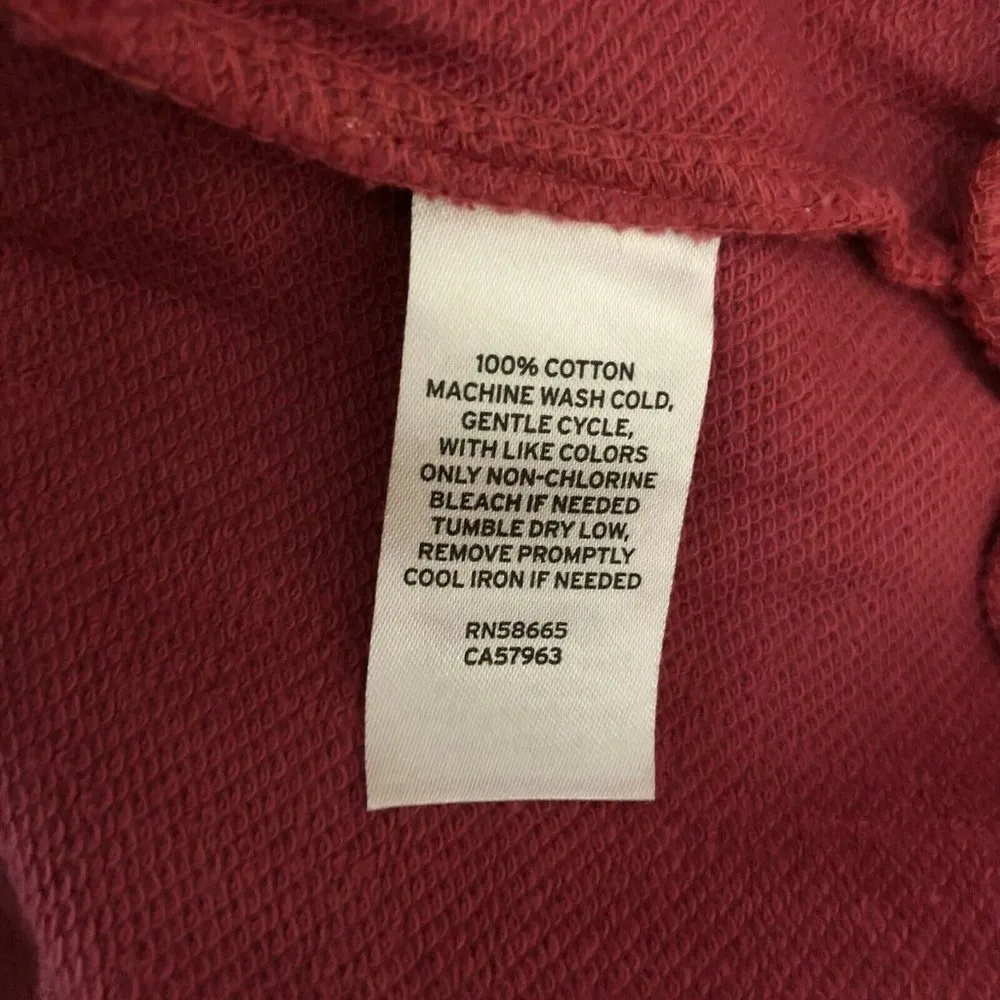 100% COTTON
MACHINE WASH COLD,
GENTLE CYCLE,
WITH LIKE COLORS
ONLY NON-CHLORINE
BLEACH IF NEEDED
TUMBLE DRY LOW,
REMOVE PROMPTLY
COOL IRON IF NEEDED
RN58665
CA57963